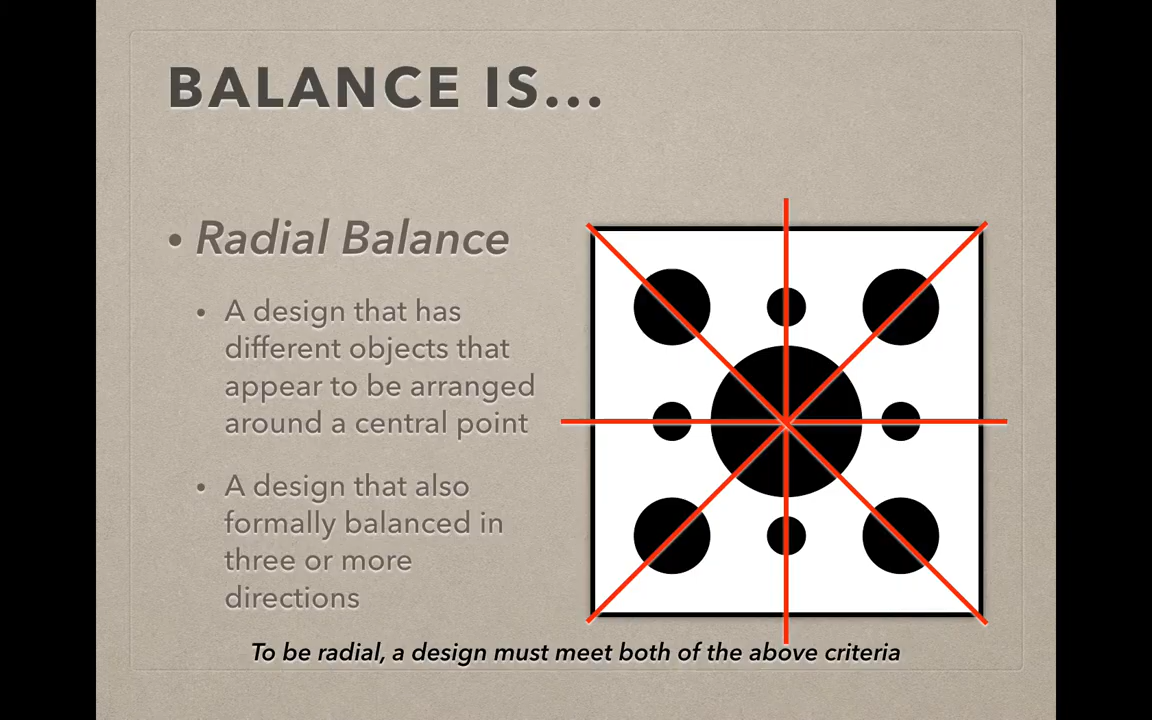 BALANCE IS...
• Radial Balance
• A design that has
different objects that
appear to be arranged
around a central point
• A design that also
formally balanced in
three or more
directions
To be radial, a design must meet both of the above criteria